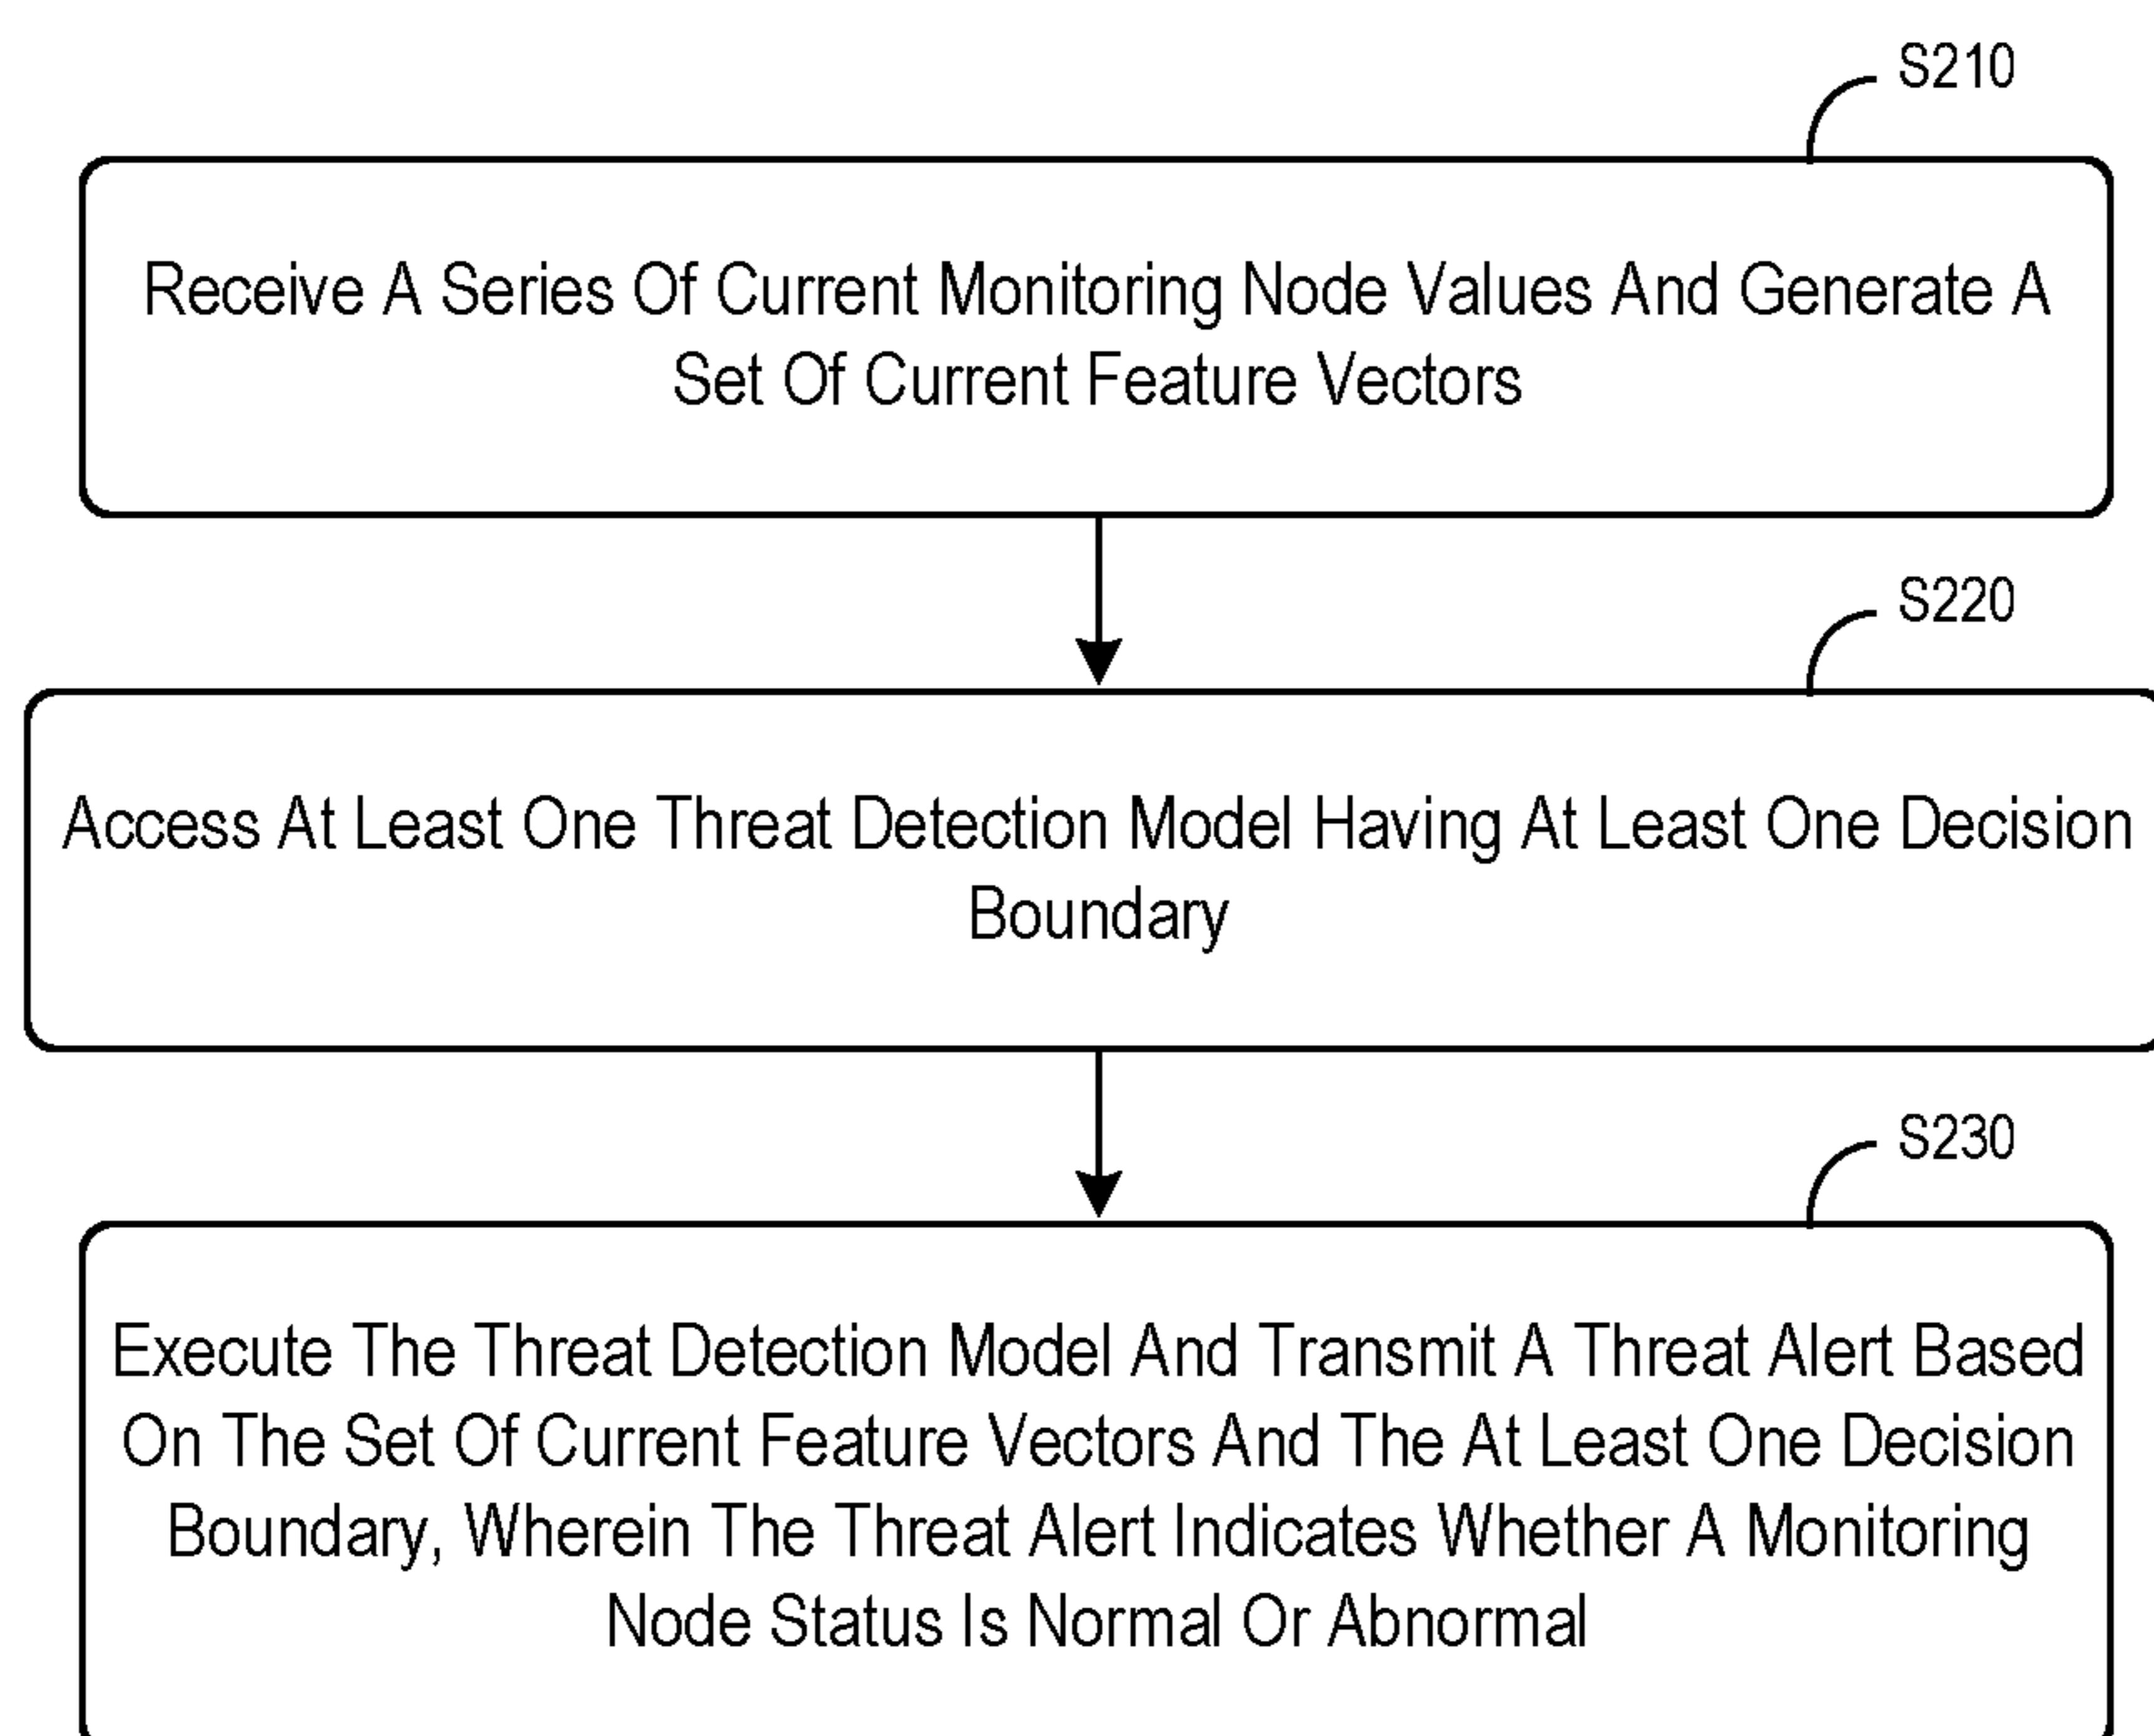 S210
Receive A Series Of Current Monitoring Node Values And Generate A
Set Of Current Feature Vectors
S220
Access At Least One Threat Detection Model Having At Least One Decision
Boundary
S230
Execute The Threat Detection Model And Transmit A Threat Alert Based
On The Set Of Current Feature Vectors And The At Least One Decision
Boundary, Wherein The Threat Alert Indicates Whether A Monitoring
Node Status Is Normal Or Abnormal